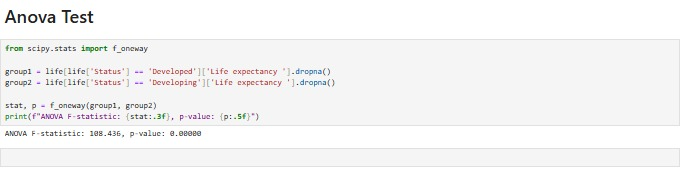 Anova Test
from scipy.stats import f_oneway
group1 = life[life['Status'] == 'Developed']['Life expectancy '].dropna()
group2 = life[life['Status'] == 'Developing']['Life expectancy '].dropna()
stat, p = f_oneway(group1, group2)
print(f"ANOVA F-statistic: {stat:.3f}, p-value: {p:.5f}")
ANOVA F-statistic: 108.436, p-value: 0.00000